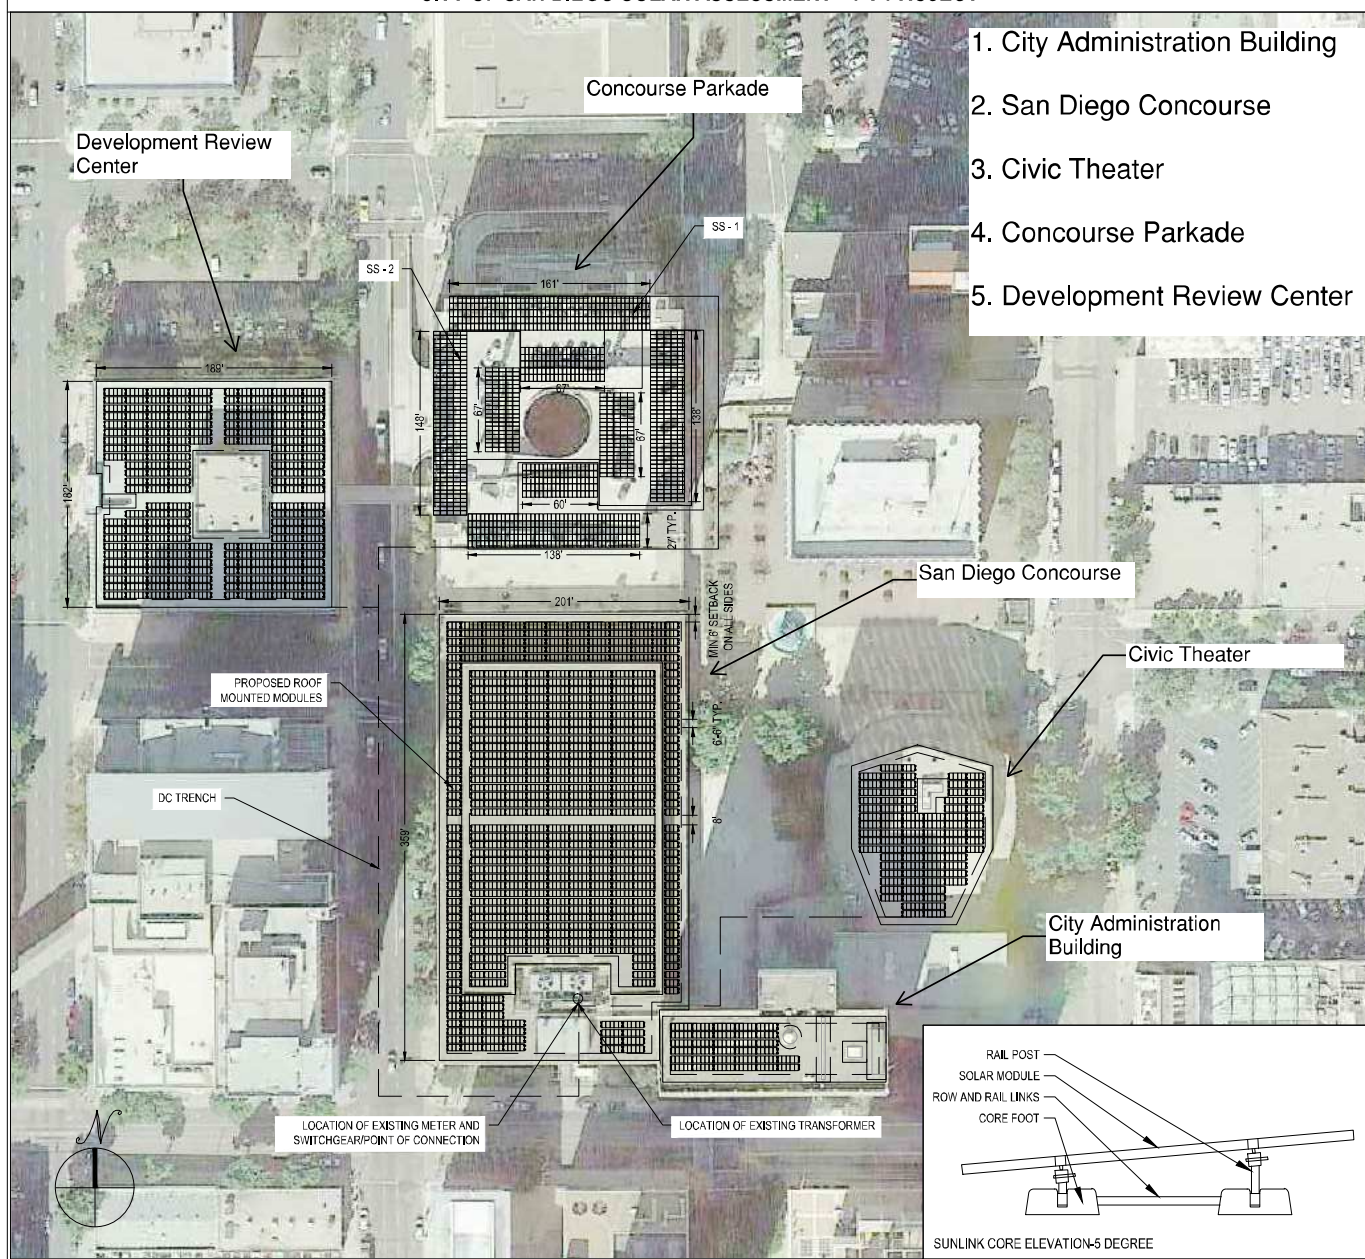 1. City Administration Building
2. San Diego Concourse
3. Civic Theater
4. Concourse Parkade
5. Development Review Center
Concourse Parkade
Development Review
Center
SS - 1
SS - 2
161'
189'
182'
148'
67'
67'
67'
138'
60'
138'
27' TYP.
San Diego Concourse
201'
MIN 6' SETBACK
ON ALL SIDES
Civic Theater
PROPOSED ROOF
MOUNTED MODULES
6'-6" TYP.
DC TRENCH
8'
359'
City Administration
Building
LOCATION OF EXISTING METER AND
SWITCHGEAR/POINT OF CONNECTION
LOCATION OF EXISTING TRANSFORMER
N
RAIL POST
SOLAR MODULE
ROW AND RAIL LINKS
CORE FOOT
SUNLINK CORE ELEVATION-5 DEGREE